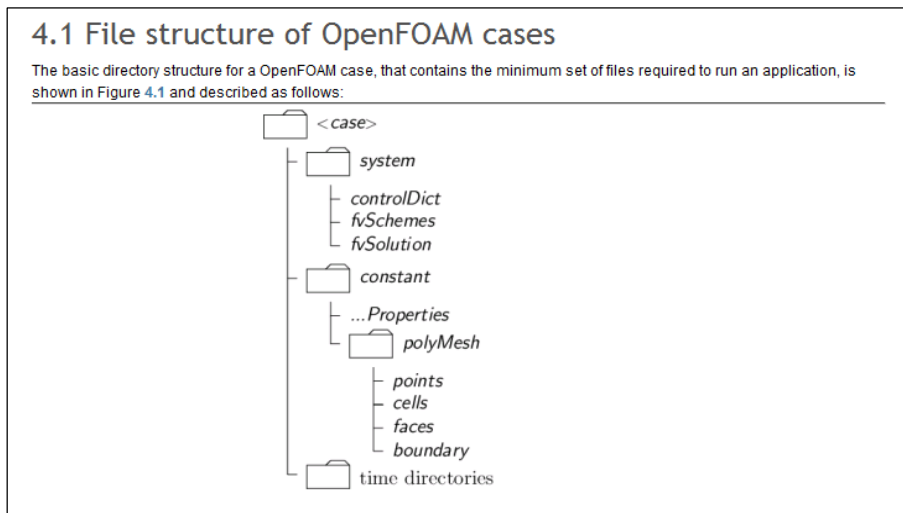 4.1 File structure of OpenFOAM cases
The basic directory structure for a OpenFOAM case, that contains the minimum set of files required to run an application, is
shown in Figure 4.1 and described as follows:
<case>
system
controlDict
fvSchemes
fvSolution
constant
...Properties
polyMesh
points
cells
faces
boundary
time directories